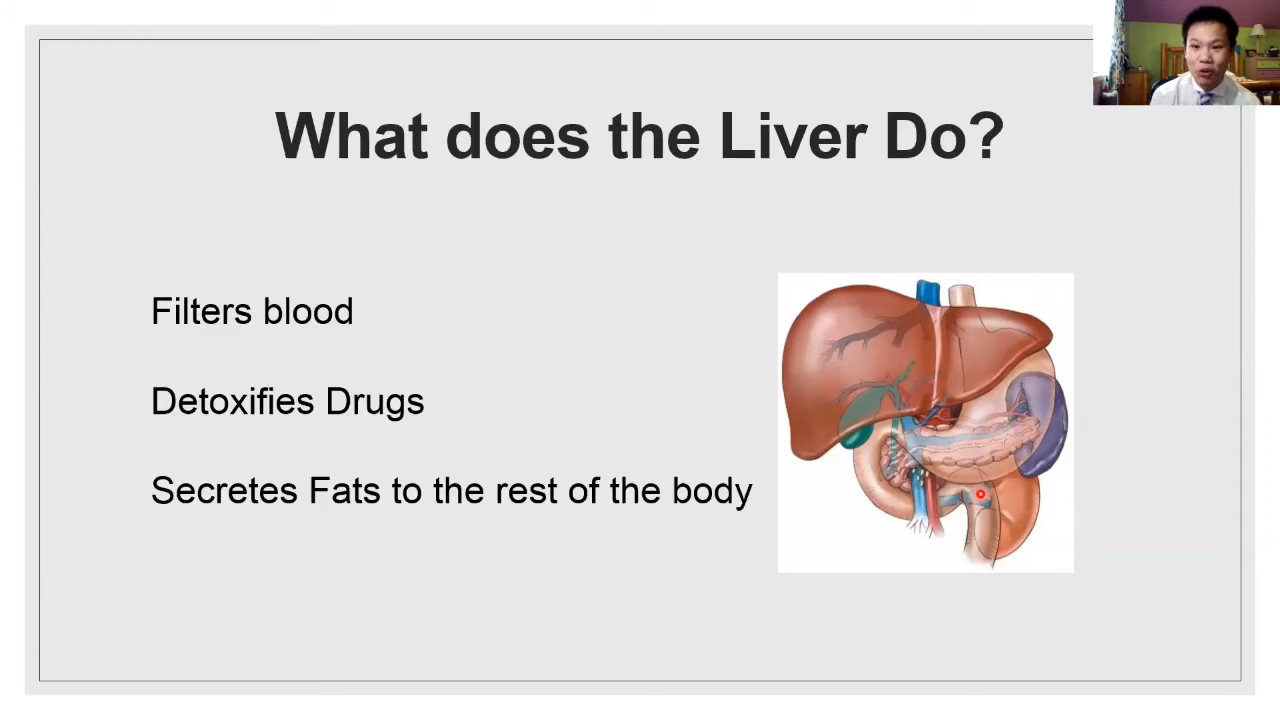 What does the Liver Do?
Filters blood
Detoxifies Drugs
Secretes Fats to the rest of the body